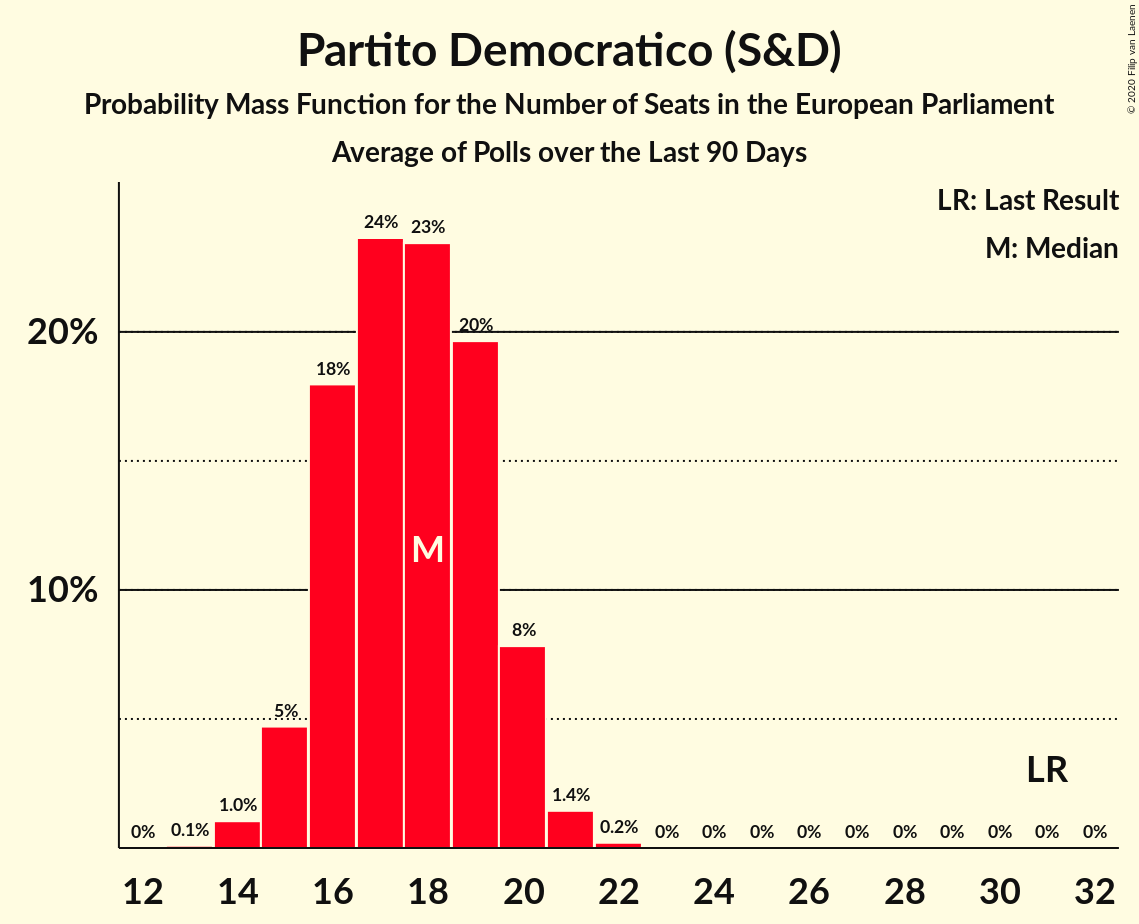 Partito Democratico (S&D)
Probability Mass Function for the Number of Seats in the European Parliament
Average of Polls over the Last 90 Days
© 2020 Filip van Laenen
LR: Last Result
M: Median
24%
23%
20%
20%
18%
M
10%
8%
5%
LR
1.4%
1.0%
0% 0.1% 0.2% 0% 0% 0% 0% 0% 0% 0% 0% 0% 0%
12 14 16 18 20 22 24 26 28 30 32